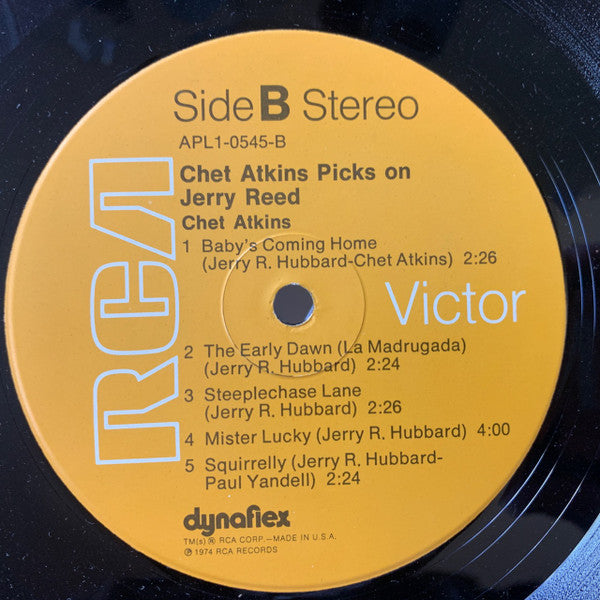 Side B Stereo
APL1-0545-B
Chet Atkins Picks on
Jerry Reed
Chet Atkins
1 Baby's Coming Home
(Jerry R. Hubbard-Chet Atkins) 2:26
RCA
Victor
2 The Early Dawn (La Madrugada)
(Jerry R. Hubbard) 2:24
3 Steeplechase Lane
(Jerry R. Hubbard) 2:26
4 Mister Lucky (Jerry R. Hubbard) 4:00
5 Squirrelly (Jerry R. Hubbard-
Paul Yandell) 2:24
dynaflex
TM(s) ® RCA CORP.—MADE IN U.S.A.
℗ 1974 RCA RECORDS